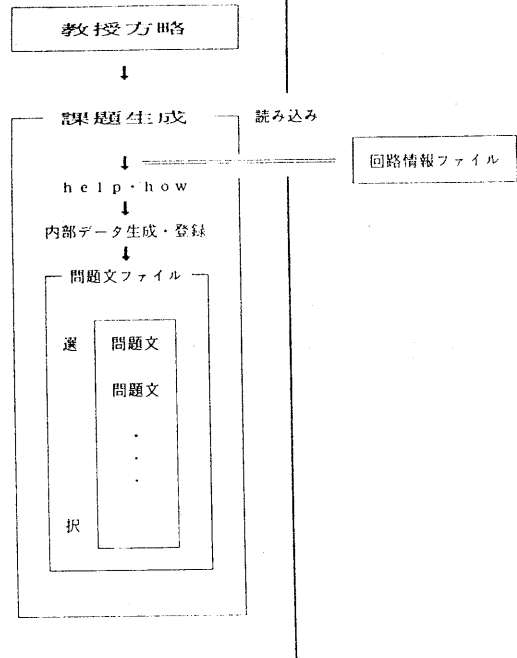 教授方略
↓
課題生成
読み込み
↓
回路情報ファイル
help・how
↓
内部データ生成・登録
↓
問題文ファイル
選
問題文
問題文
・
・
・
択